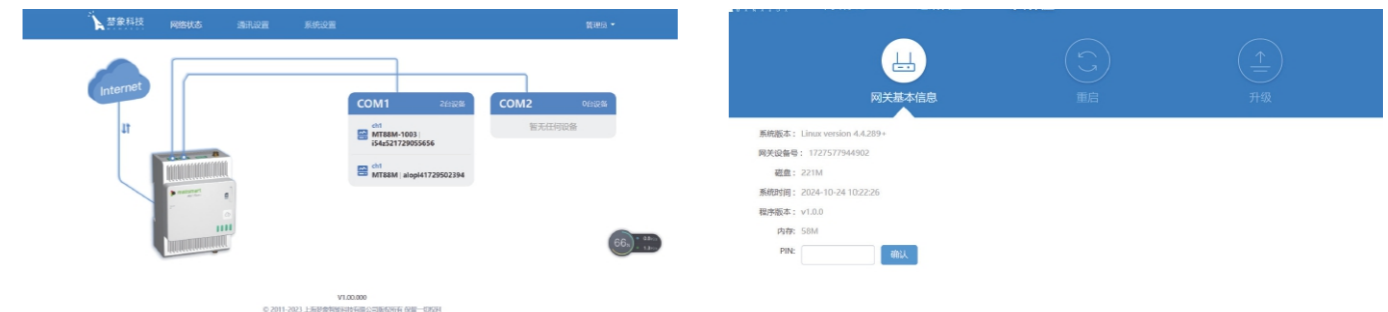 楚象科技
网络状态
通讯设置
系统设置
管理员
Internet
COM1 2台设备
ch1
MT88M-1003 |
i54z521729055656
ch1
MT88M | alopl41729502394
COM2 0台设备
暂无任何设备
66%
V1.00.000
网关基本信息
重启
升级
系统版本: Linux version 4.4.289+
网关设备号: 1727577944902
磁盘: 221M
系统时间: 2024-10-24 10:22:26
程序版本: v1.0.0
内存: 58M
PIN:
确认